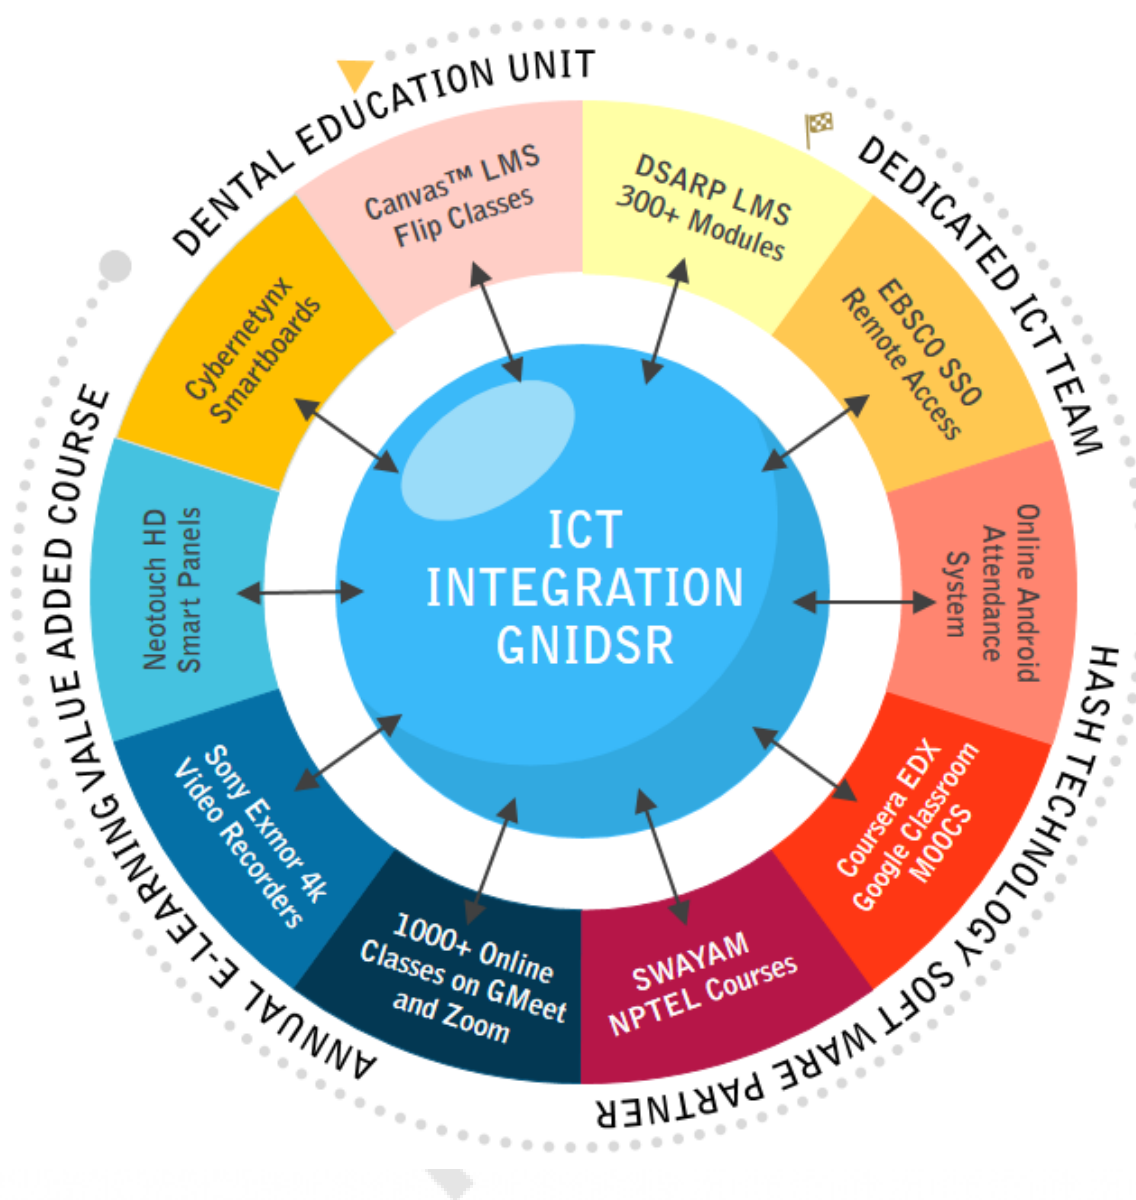 DENTAL EDUCATION UNIT
DEDICATED ICT TEAM
HASH TECHNOLOGY SOFT WARE PARTNER
ANNUAL E-LEARNING VALUE ADDED COURSE
Canvas™ LMS
Flip Classes
DSARP LMS
300+ Modules
EBSCO SSO
Remote Access
Online Android
Attendance
System
Coursera EDX
Google Classroom
MOOCS
SWAYAM
NPTEL Courses
1000+ Online
Classes on GMeet
and Zoom
Sony Exmor 4k
Video Recorders
Neotouch HD
Smart Panels
Cybernetynx
Smartboards
ICT
INTEGRATION
GNIDSR